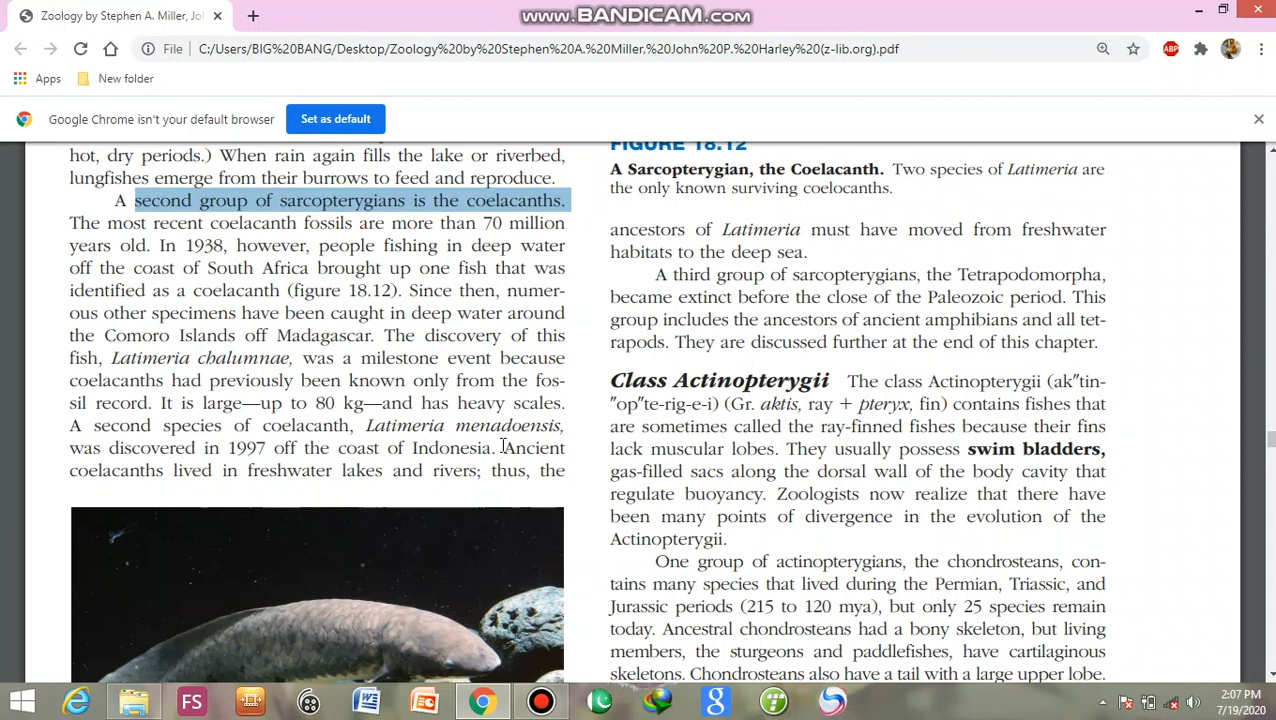 Zoology by Stephen A. Miller, Jo
www.BANDICAM.com
File
C:/Users/BIG%20BANG/Desktop/Zoology%20by%20Stephen%20A.%20Miller,%20John%20P.%20Harley%20(z-lib.org).pdf
ABP
Apps
New folder
Google Chrome isn't your default browser
Set as default
hot, dry periods.) When rain again fills the lake or riverbed,
lungfishes emerge from their burrows to feed and reproduce.
A second group of sarcopterygians is the coelacanths.
The most recent coelacanth fossils are more than 70 million
years old. In 1938, however, people fishing in deep water
off the coast of South Africa brought up one fish that was
identified as a coelacanth (figure 18.12). Since then, numer-
ous other specimens have been caught in deep water around
the Comoro Islands off Madagascar. The discovery of this
fish, Latimeria chalumnae, was a milestone event because
coelacanths had previously been known only from the fos-
sil record. It is large—up to 80 kg—and has heavy scales.
A second species of coelacanth, Latimeria menadoensis,
was discovered in 1997 off the coast of Indonesia. Ancient
coelacanths lived in freshwater lakes and rivers; thus, the
FIGURE 18.12
A Sarcopterygian, the Coelacanth. Two species of Latimeria are
the only known surviving coelocanths.
ancestors of Latimeria must have moved from freshwater
habitats to the deep sea.
A third group of sarcopterygians, the Tetrapodomorpha,
became extinct before the close of the Paleozoic period. This
group includes the ancestors of ancient amphibians and all tet-
rapods. They are discussed further at the end of this chapter.
Class Actinopterygii The class Actinopterygii (ak″tin-
″op″te-rig-e-i) (Gr. aktis, ray + pteryx, fin) contains fishes that
are sometimes called the ray-finned fishes because their fins
lack muscular lobes. They usually possess swim bladders,
gas-filled sacs along the dorsal wall of the body cavity that
regulate buoyancy. Zoologists now realize that there have
been many points of divergence in the evolution of the
Actinopterygii.
One group of actinopterygians, the chondrosteans, con-
tains many species that lived during the Permian, Triassic, and
Jurassic periods (215 to 120 mya), but only 25 species remain
today. Ancestral chondrosteans had a bony skeleton, but living
members, the sturgeons and paddlefishes, have cartilaginous
skeletons. Chondrosteans also have a tail with a large upper lobe.
FS
2:07 PM
7/19/2020